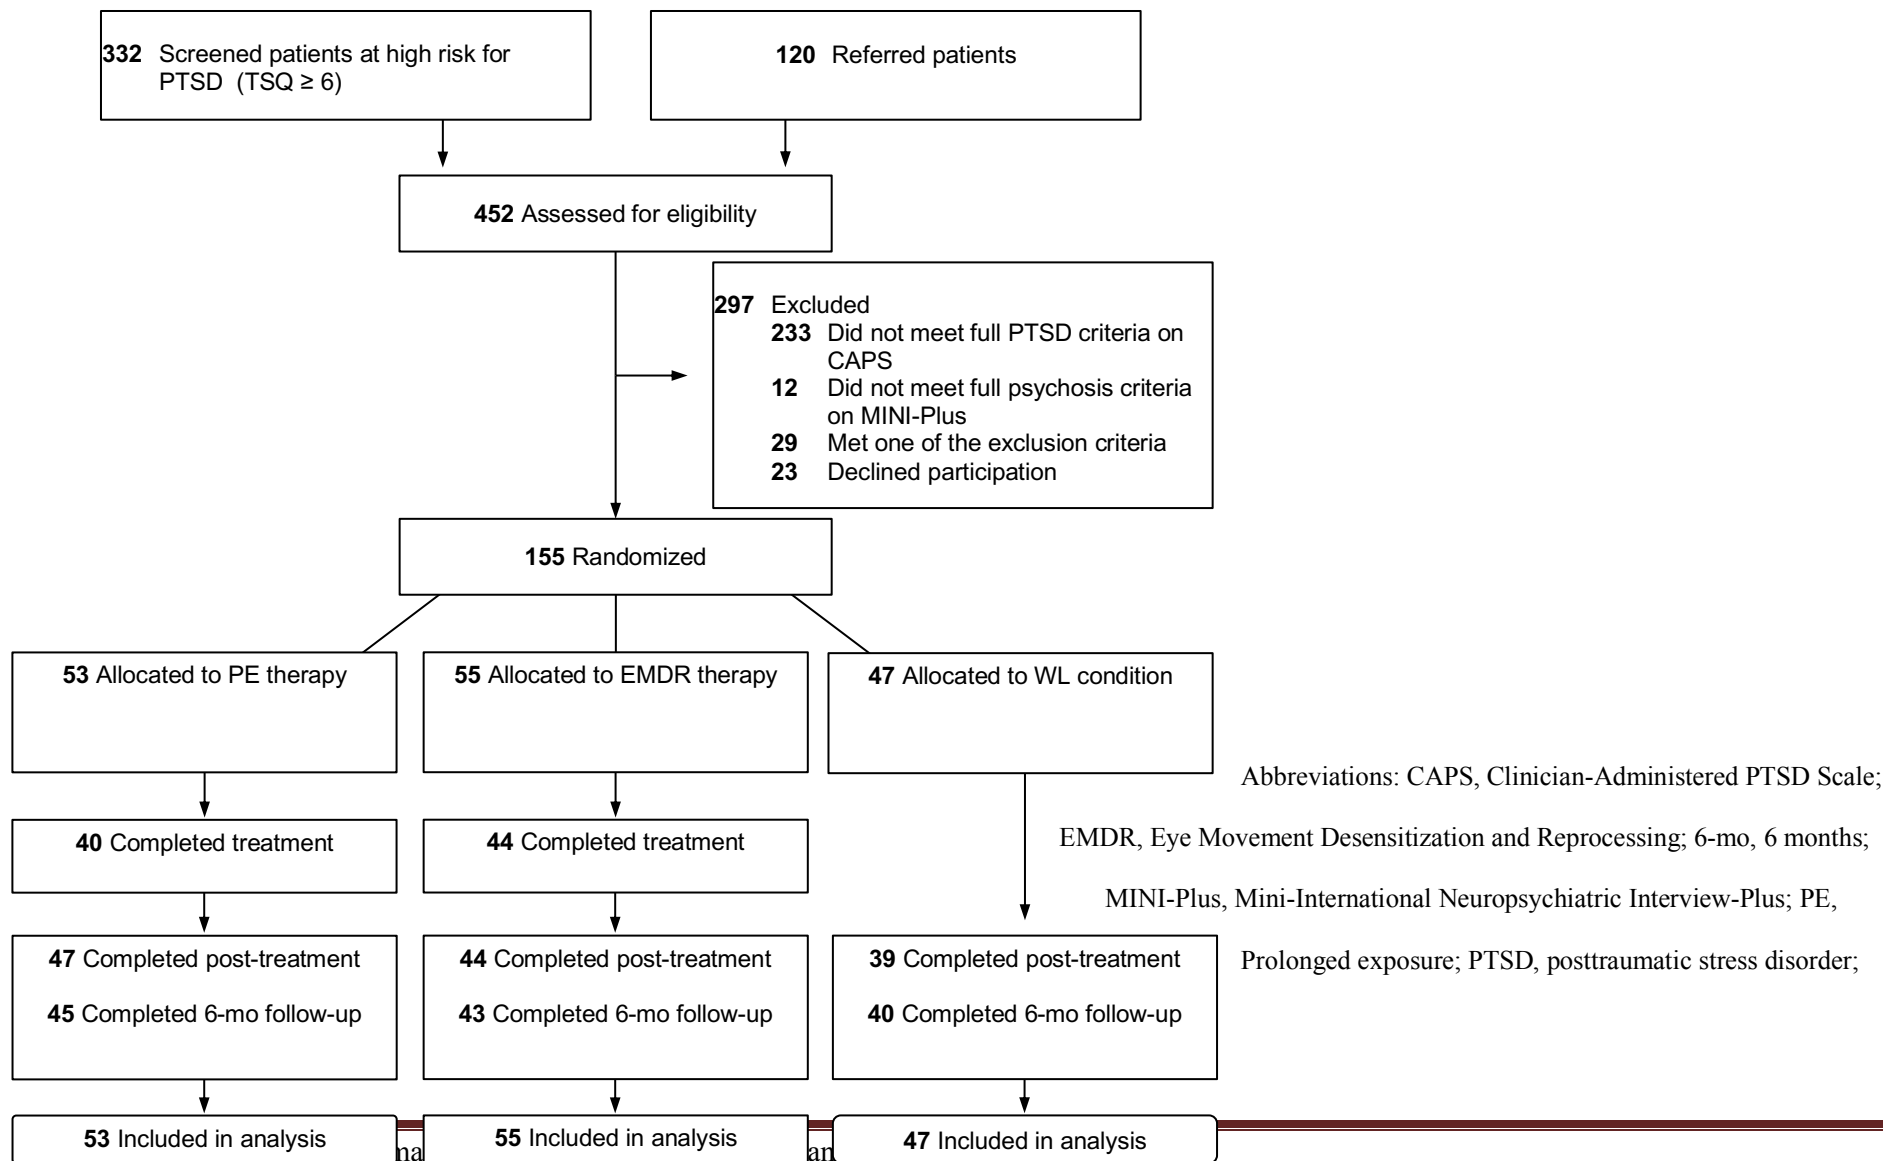 332 Screened patients at high risk for
PTSD (TSQ ≥ 6)
120 Referred patients
452 Assessed for eligibility
297 Excluded
233 Did not meet full PTSD criteria on
CAPS
12 Did not meet full psychosis criteria
on MINI-Plus
29 Met one of the exclusion criteria
23 Declined participation
155 Randomized
53 Allocated to PE therapy
55 Allocated to EMDR therapy
47 Allocated to WL condition
40 Completed treatment
44 Completed treatment
47 Completed post-treatment
45 Completed 6-mo follow-up
44 Completed post-treatment
43 Completed 6-mo follow-up
39 Completed post-treatment
40 Completed 6-mo follow-up
53 Included in analysis
55 Included in analysis
47 Included in analysis
Abbreviations: CAPS, Clinician-Administered PTSD Scale;
EMDR, Eye Movement Desensitization and Reprocessing; 6-mo, 6 months;
MINI-Plus, Mini-International Neuropsychiatric Interview-Plus; PE,
Prolonged exposure; PTSD, posttraumatic stress disorder;